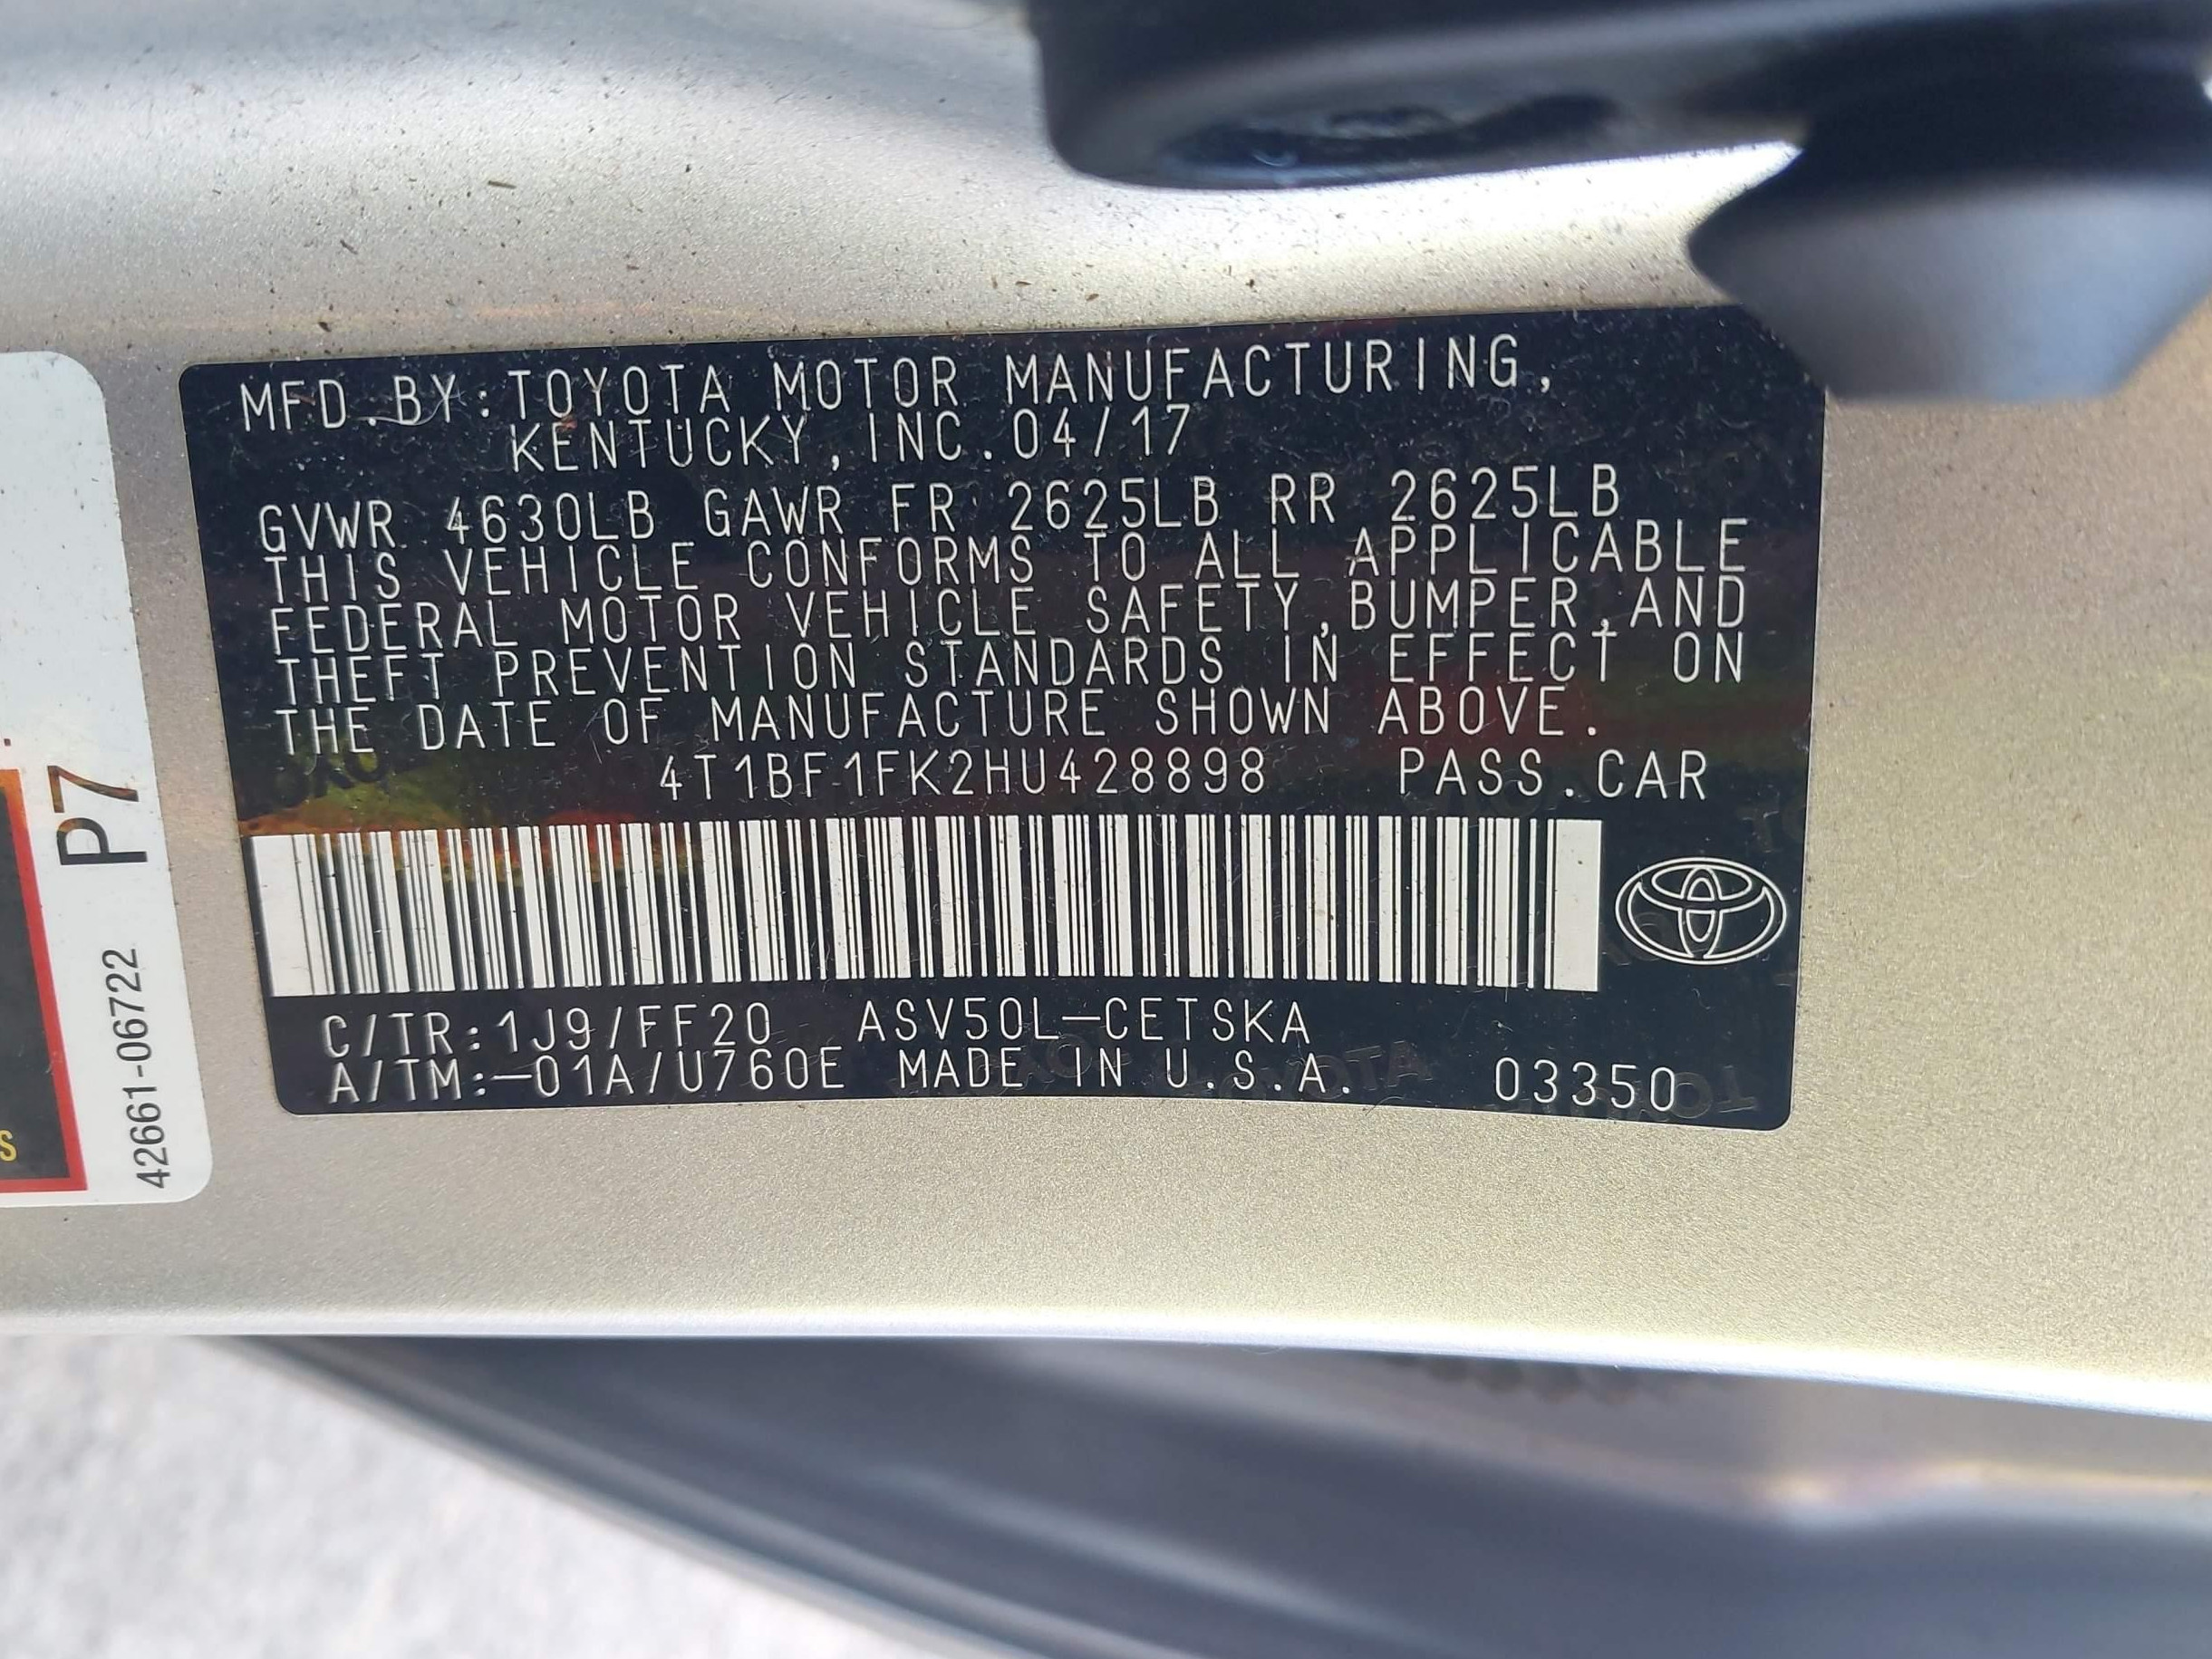 MFD.BY:TOYOTA MOTOR MANUFACTURING,
KENTUCKY,INC.04/17
GVWR 4630LB GAWR FR 2625LB RR 2625LB
THIS VEHICLE CONFORMS TO ALL APPLICABLE
FEDERAL MOTOR VEHICLE SAFETY,BUMPER,AND
THEFT PREVENTION STANDARDS IN EFFECT ON
THE DATE OF MANUFACTURE SHOWN ABOVE.
4T1BF1FK2HU428898 PASS.CAR
C/TR:1J9/FF20 ASV50L-CETSKA
A/TM:-01A/U760E MADE IN U.S.A. 03350
P7
42661-06722
S